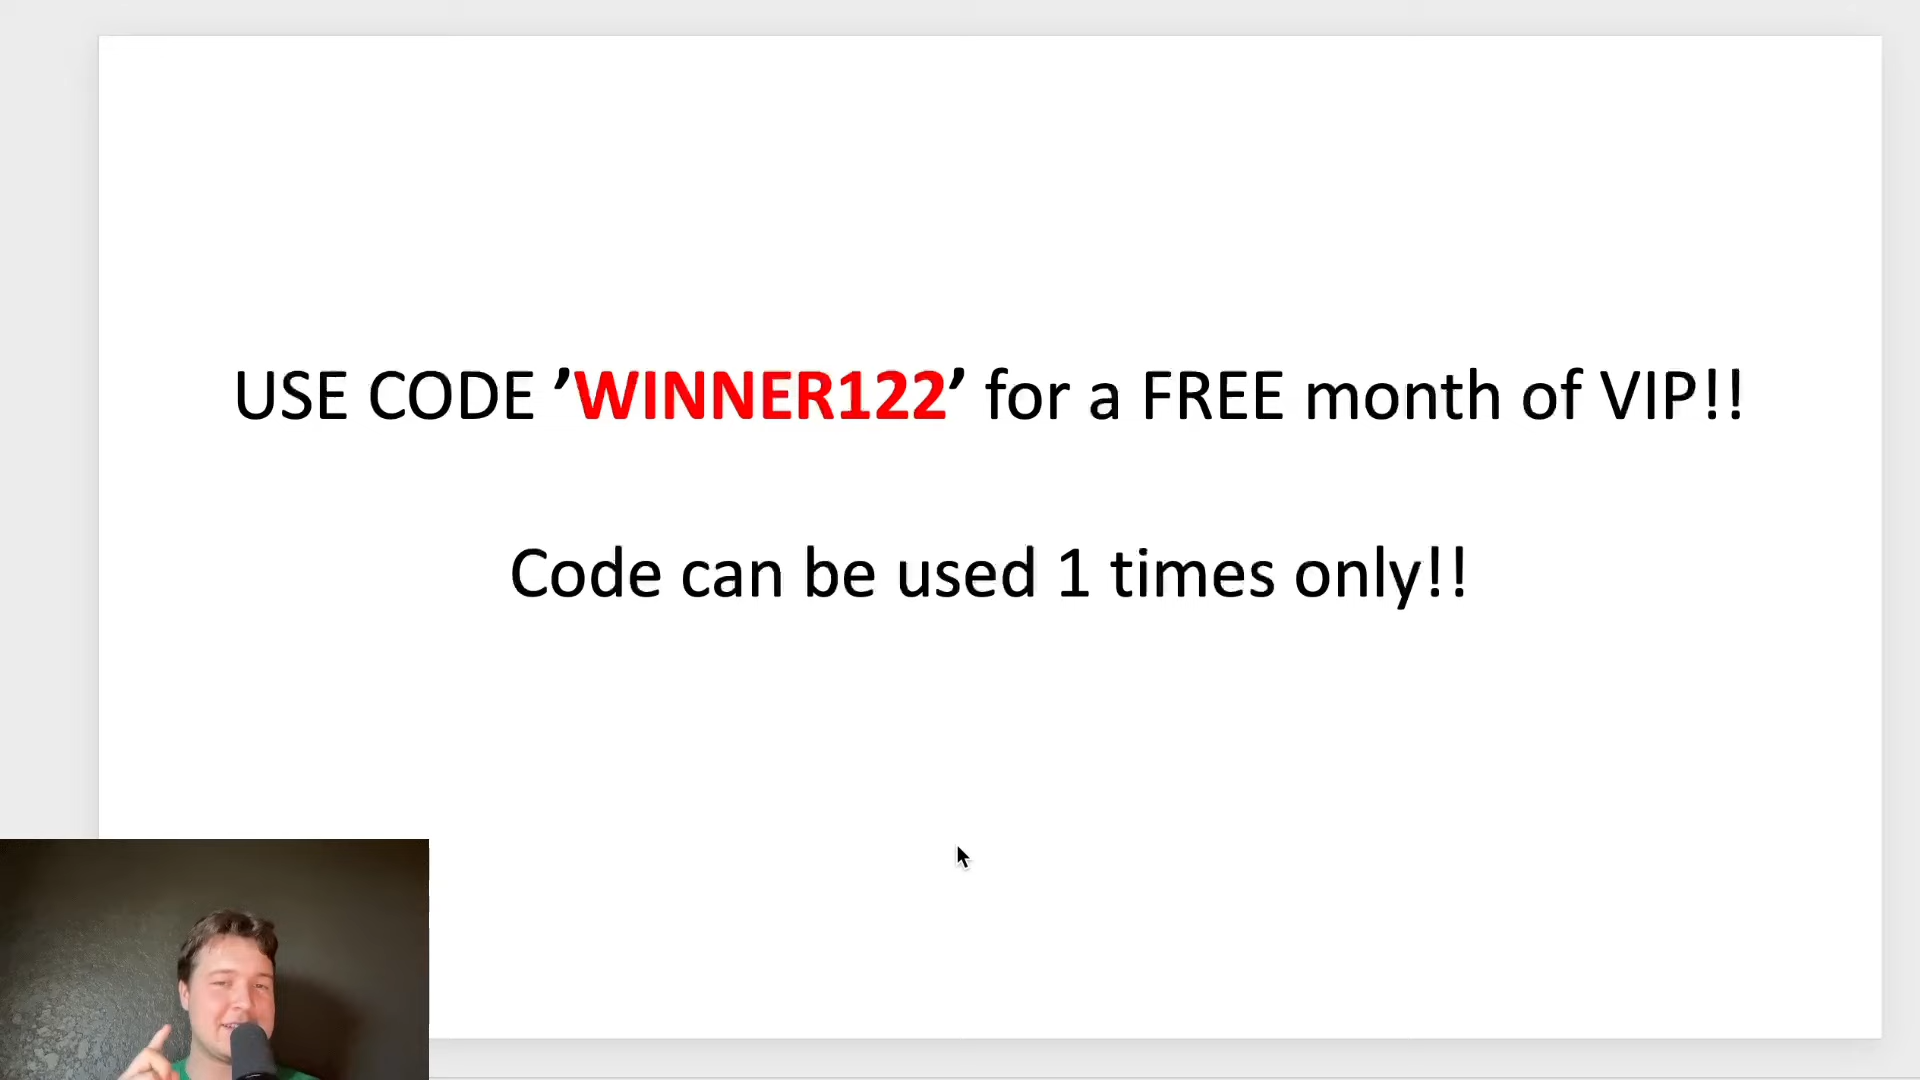 USE CODE ’WINNER122’ for a FREE month of VIP!!
Code can be used 1 times only!!